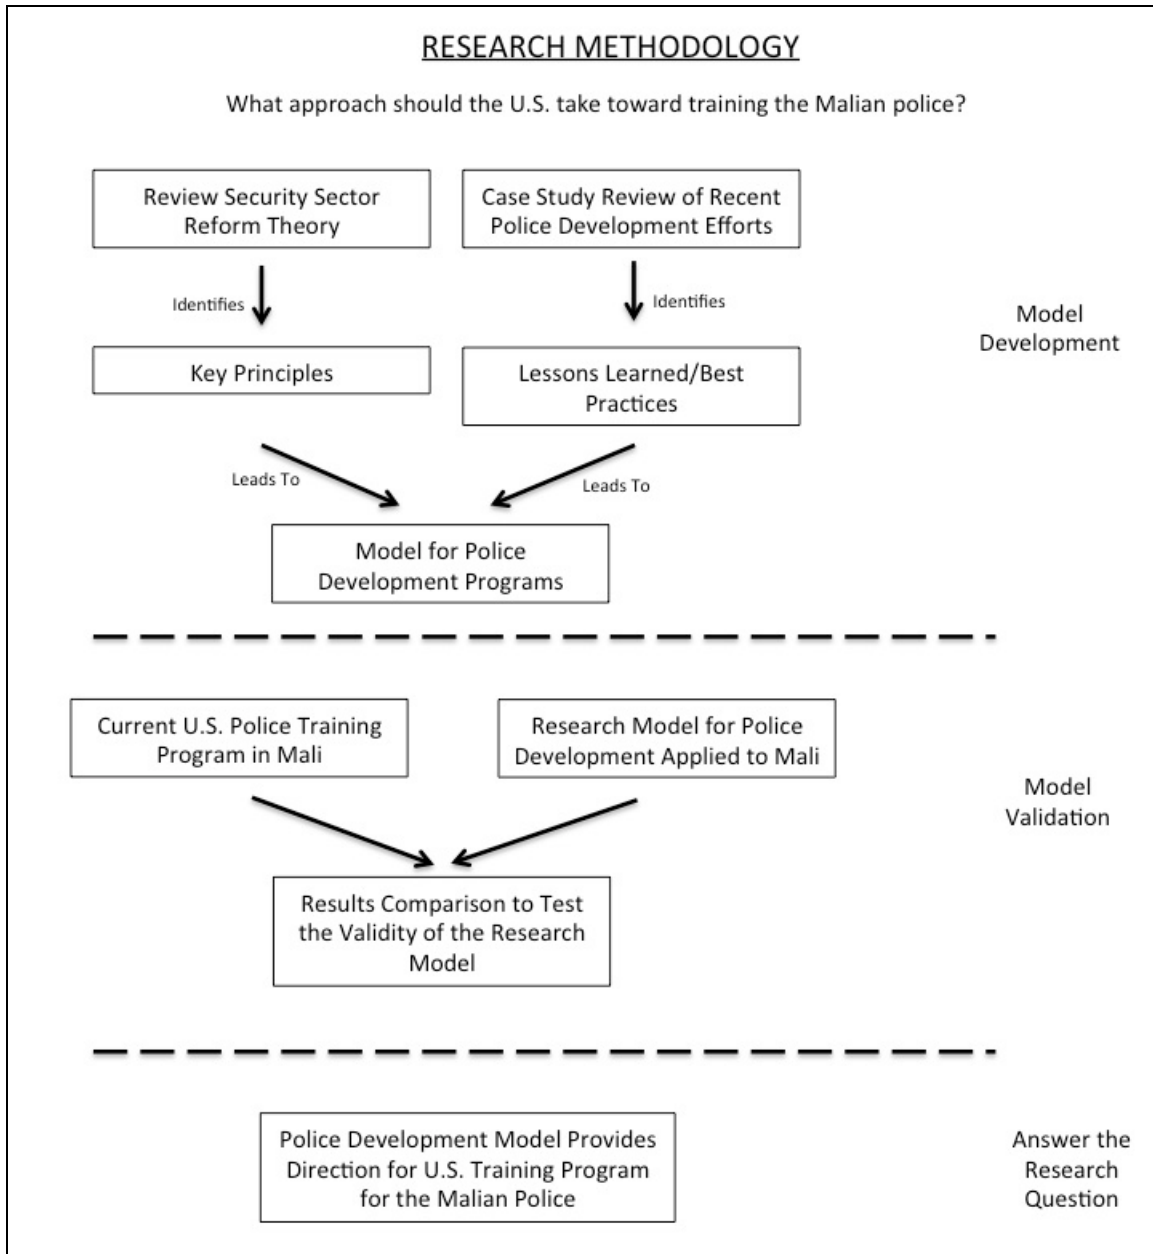 RESEARCH METHODOLOGY
What approach should the U.S. take toward training the Malian police?
Review Security Sector
Reform Theory
Case Study Review of Recent
Police Development Efforts
Identifies
Identifies
Model
Development
Key Principles
Lessons Learned/Best
Practices
Leads To
Leads To
Model for Police
Development Programs
Current U.S. Police Training
Program in Mali
Research Model for Police
Development Applied to Mali
Model
Validation
Results Comparison to Test
the Validity of the Research
Model
Police Development Model Provides
Direction for U.S. Training Program
for the Malian Police
Answer the
Research
Question